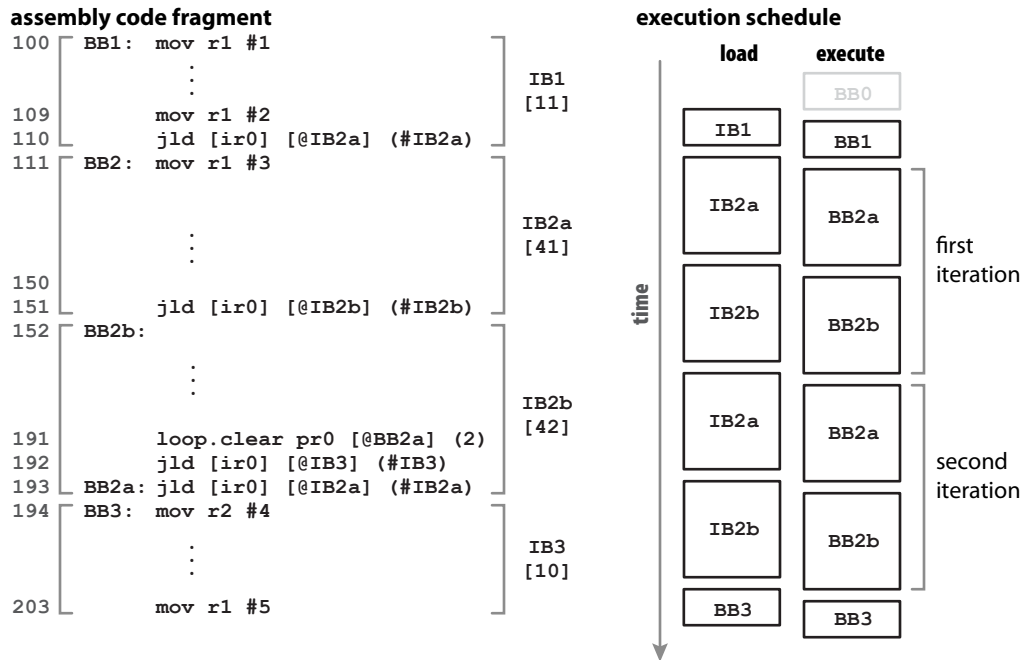 assembly code fragment
100 BB1: mov r1 #1
109 mov r1 #2
110 jld [ir0] [@IB2a] (#IB2a)
IB1
[11]
111 BB2: mov r1 #3
150
151 jld [ir0] [@IB2b] (#IB2b)
IB2a
[41]
152 BB2b:
191 loop.clear pr0 [@BB2a] (2)
192 jld [ir0] [@IB3] (#IB3)
193 BB2a: jld [ir0] [@IB2a] (#IB2a)
IB2b
[42]
194 BB3: mov r2 #4
203 mov r1 #5
IB3
[10]
execution schedule
load execute
time
BB0
IB1
BB1
IB2a
BB2a
first
iteration
IB2b
BB2b
IB2a
BB2a
second
iteration
IB2b
BB2b
BB3
BB3